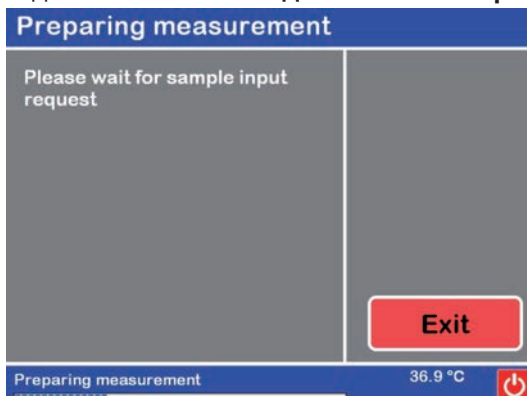 Preparing measurement
Please wait for sample input
request
Exit
Preparing measurement
36.9 °C